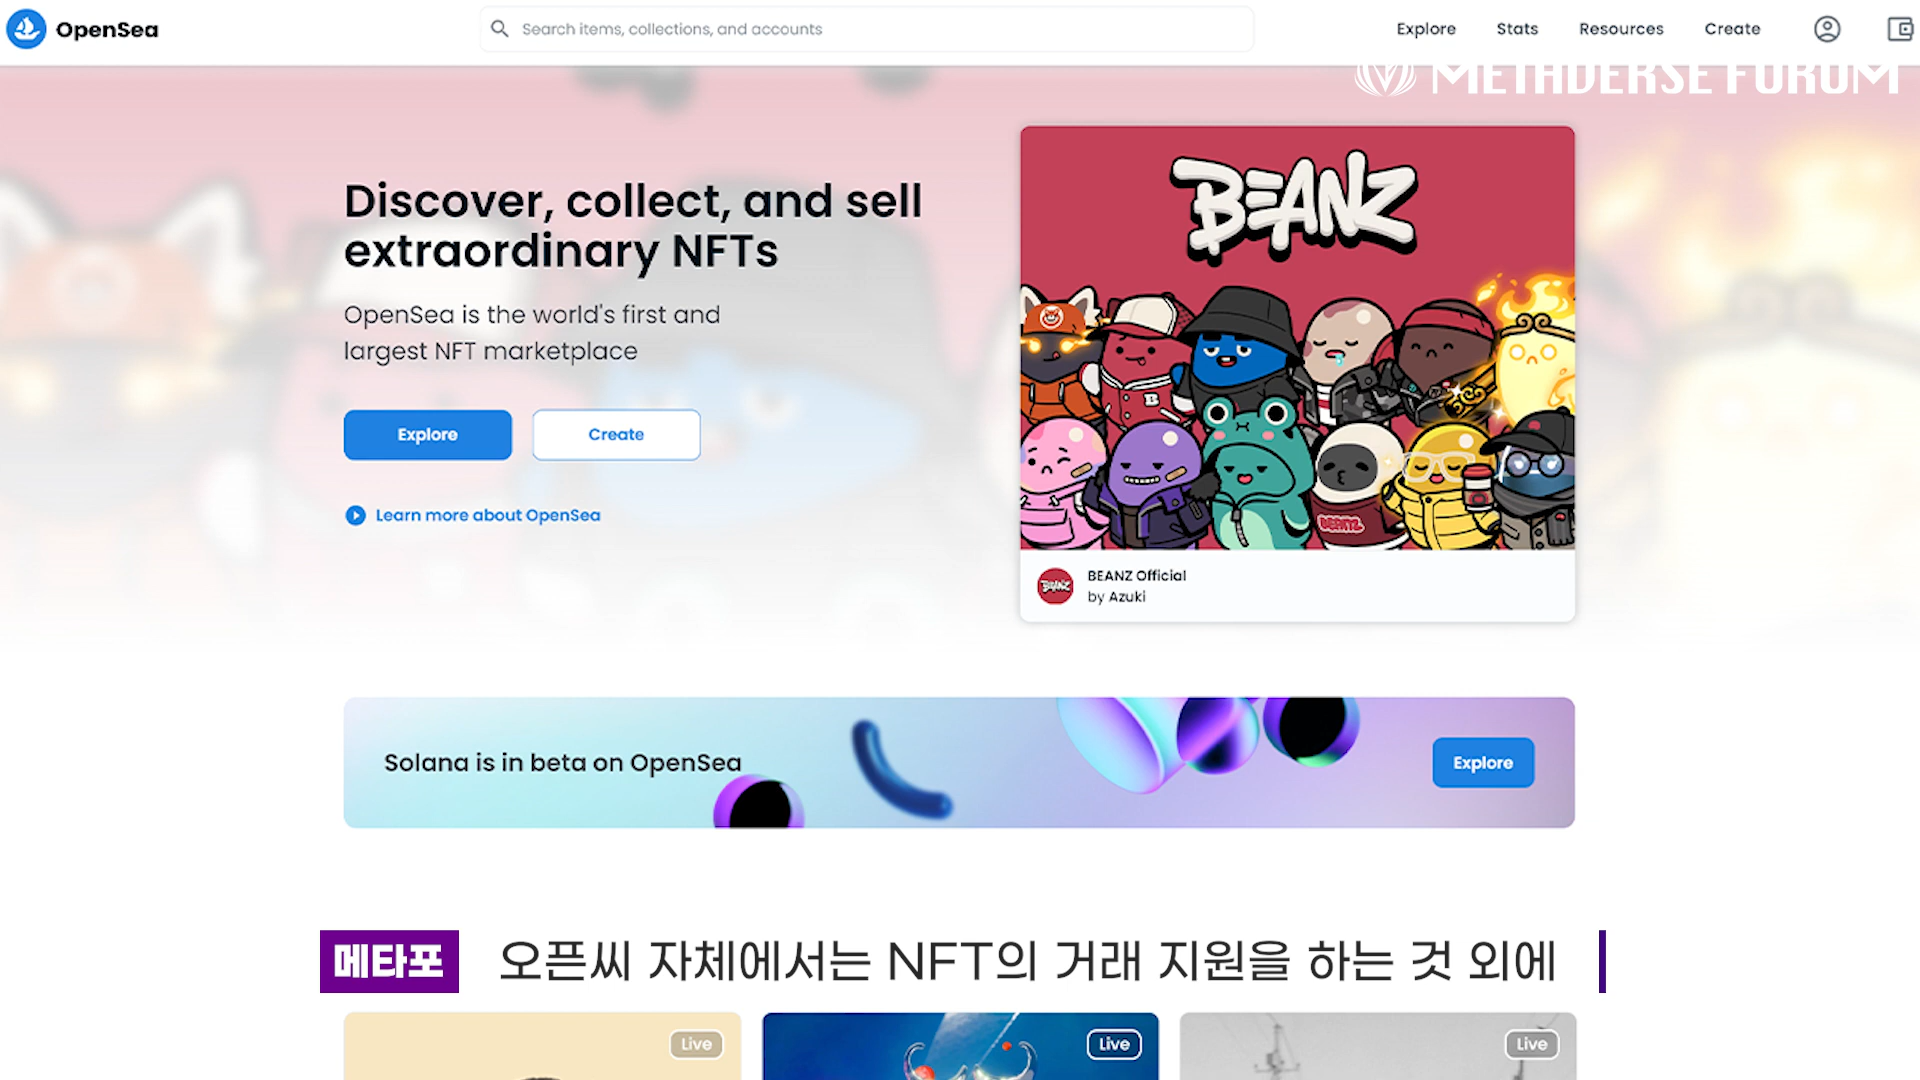 OpenSea
Search items, collections, and accounts
Explore Stats Resources Create
METAVERSE FORUM
Discover, collect, and sell
extraordinary NFTs
OpenSea is the world's first and
largest NFT marketplace
Explore Create
Learn more about OpenSea
BEANZ
B
BEANZ
BEANZ
BEANZ Official
by Azuki
Solana is in beta on OpenSea
Explore
메타포 오픈씨 자체에서는 NFT의 거래 지원을 하는 것 외에
Live
Live
Live